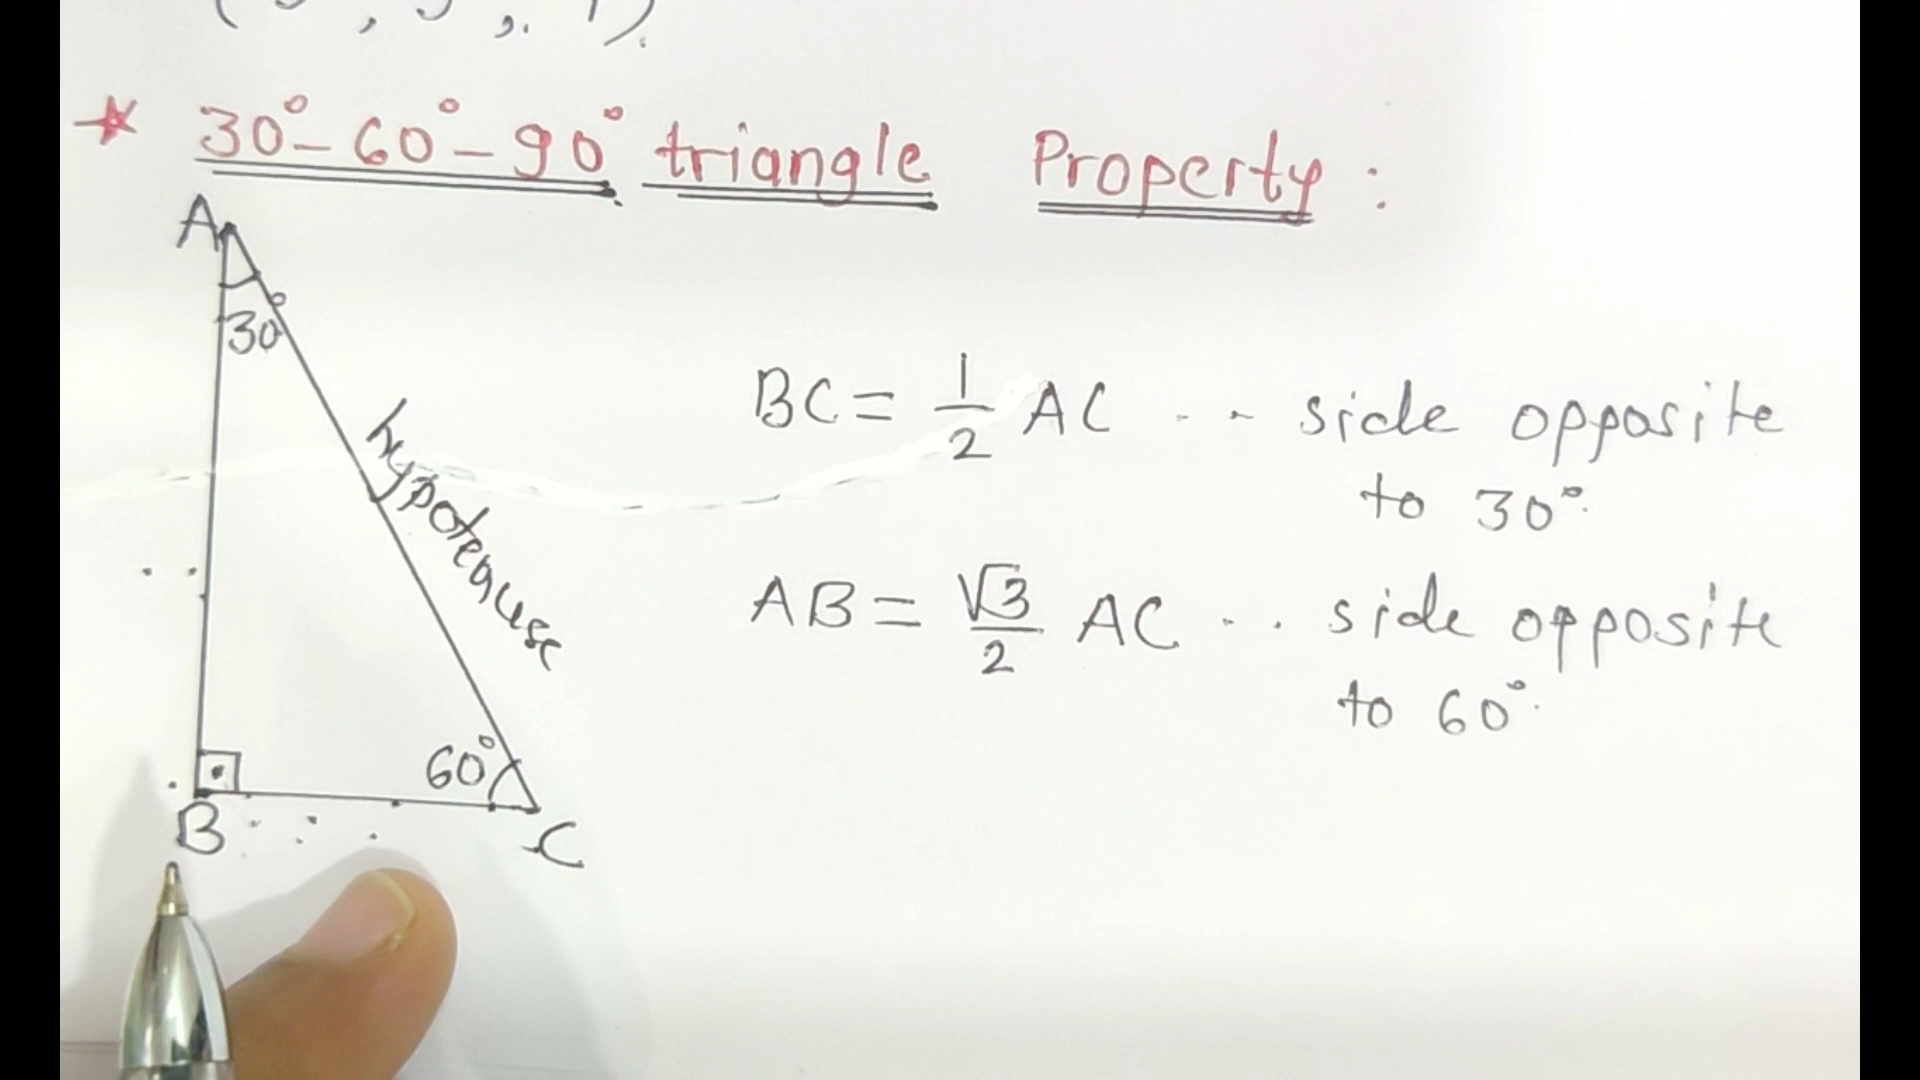 30° - 60° - 90° triangle Property :
A
30°
hypotenuse
60°
B
C
BC = 1/2 AC .. side opposite
to 30°.
AB = √3/2 AC .. side opposite
to 60°.